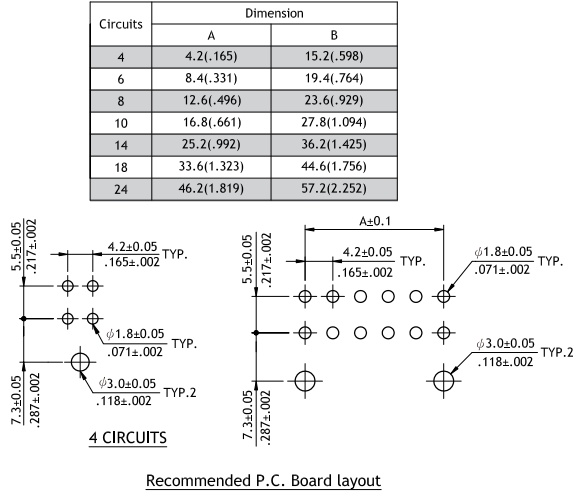 Circuits Dimension
A B
4 4.2(.165) 15.2(.598)
6 8.4(.331) 19.4(.764)
8 12.6(.496) 23.6(.929)
10 16.8(.661) 27.8(1.094)
14 25.2(.992) 36.2(1.425)
18 33.6(1.323) 44.6(1.756)
24 46.2(1.819) 57.2(2.252)
5.5±0.05
.217±.002
4.2±0.05
.165±.002
TYP.
ϕ1.8±0.05
.071±.002
TYP.
7.3±0.05
.287±.002
ϕ3.0±0.05
.118±.002
TYP.2
4 CIRCUITS
A±0.1
5.5±0.05
.217±.002
4.2±0.05
.165±.002
TYP.
ϕ1.8±0.05
.071±.002
TYP.
7.3±0.05
.287±.002
ϕ3.0±0.05
.118±.002
TYP.2
Recommended P.C. Board layout